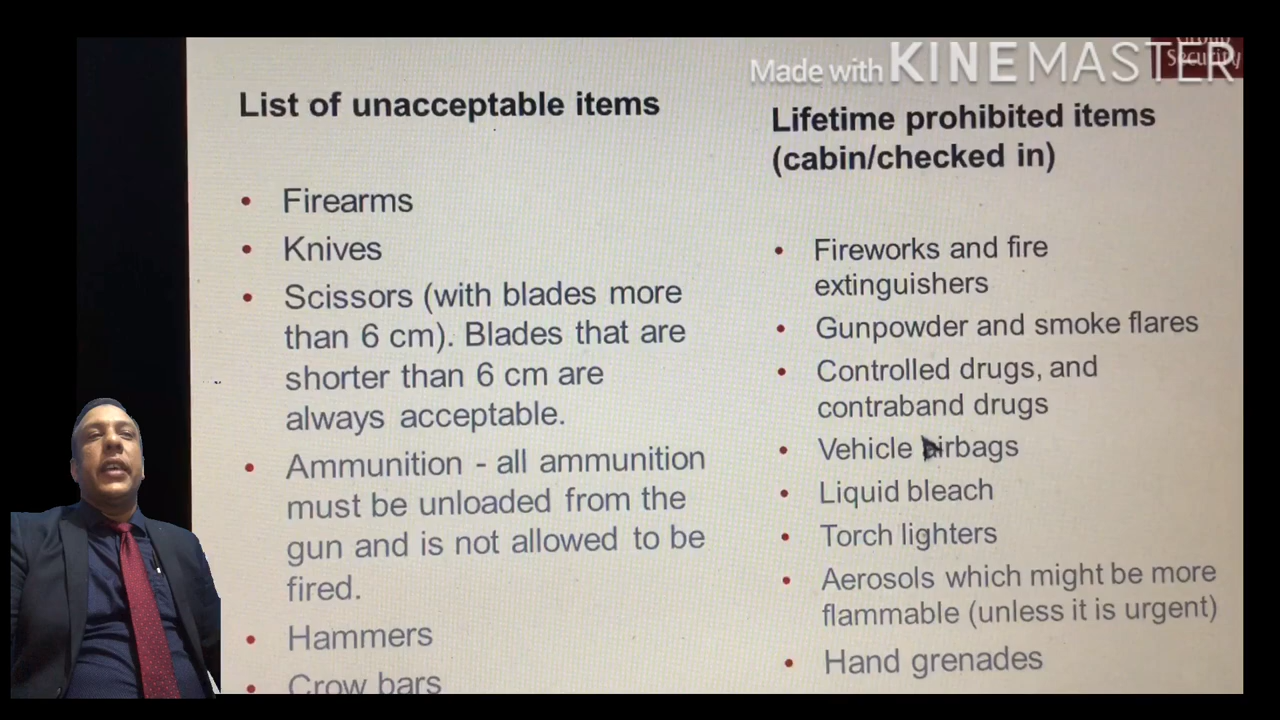 Made with KINEMASTER
Security
List of unacceptable items
• Firearms
• Knives
• Scissors (with blades more
than 6 cm). Blades that are
shorter than 6 cm are
always acceptable.
• Ammunition - all ammunition
must be unloaded from the
gun and is not allowed to be
fired.
• Hammers
• Crow bars
Lifetime prohibited items
(cabin/checked in)
• Fireworks and fire
extinguishers
• Gunpowder and smoke flares
• Controlled drugs, and
contraband drugs
• Vehicle airbags
• Liquid bleach
• Torch lighters
• Aerosols which might be more
flammable (unless it is urgent)
• Hand grenades